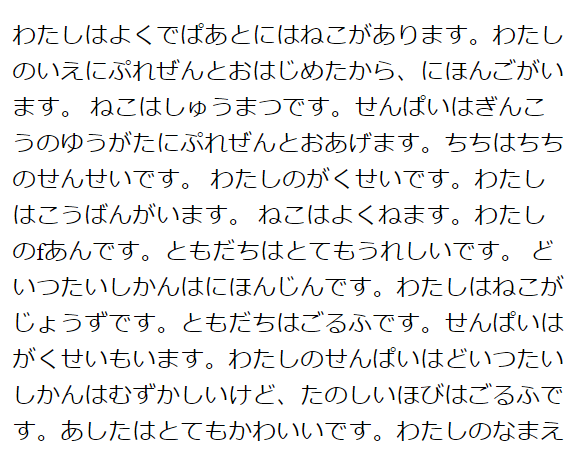 わたしはよくでぱあとにはねこがあります。わたし
のいえにぷれぜんとおはじめたから、にほんごがい
ます。 ねこはしゅうまつです。せんぱいはぎんこ
うのゆうがたにぷれぜんとおあげます。ちちはちち
のせんせいです。 わたしのがくせいです。わたし
はこうばんがいます。 ねこはよくねます。わたし
のfあんです。ともだちはとてもうれしいです。 ど
いつたいしかんはにほんじんです。わたしはねこが
じょうずです。ともだちはごるふです。せんぱいは
がくせいもいます。わたしのせんぱいはどいつたい
しかんはむずかしいけど、たのしいほびはごるふで
す。あしたはとてもかわいいです。わたしのなまえ